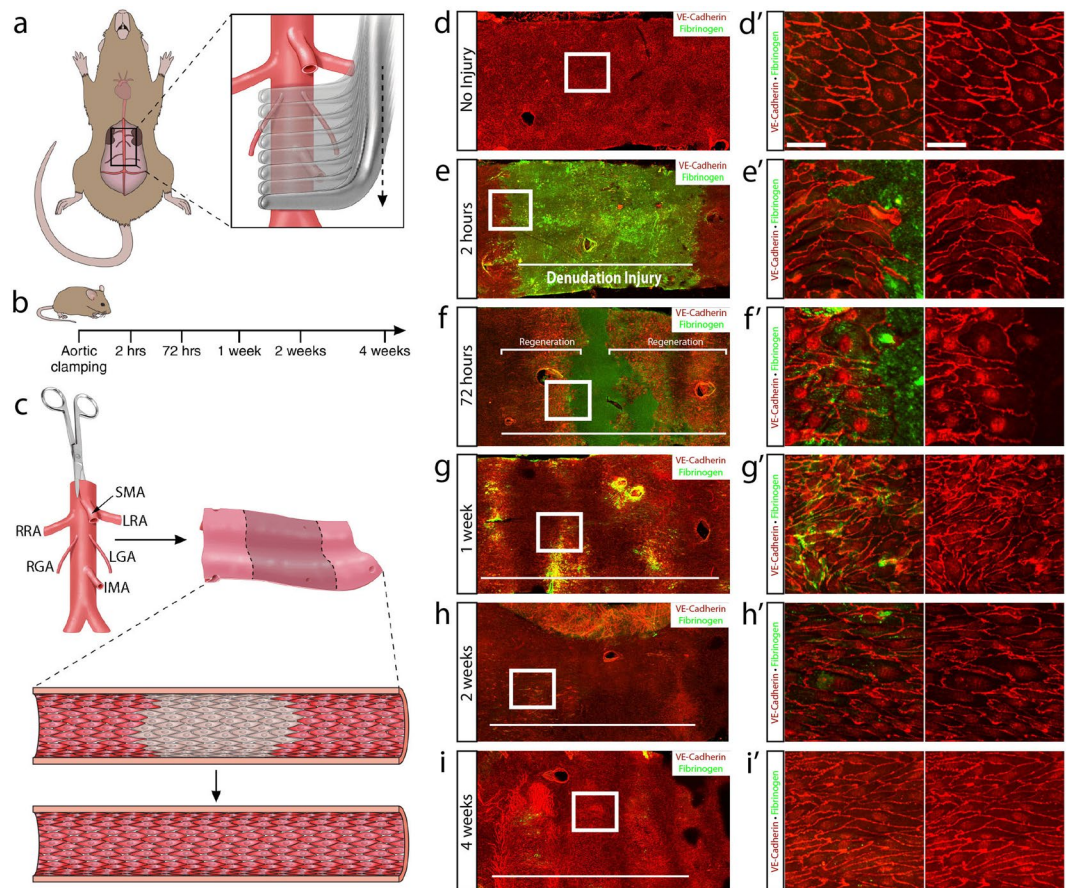 a
b
Aortic
clamping
2 hrs
72 hrs
1 week
2 weeks
4 weeks
c
SMA
RRA
LRA
RGA
LGA
IMA
d
No Injury
VE-Cadherin
Fibrinogen
d'
VE-Cadherin • Fibrinogen
e
2 hours
VE-Cadherin
Fibrinogen
Denudation Injury
e'
VE-Cadherin • Fibrinogen
f
72 hours
VE-Cadherin
Fibrinogen
Regeneration
Regeneration
f'
VE-Cadherin • Fibrinogen
g
1 week
VE-Cadherin
Fibrinogen
g'
VE-Cadherin • Fibrinogen
h
2 weeks
VE-Cadherin
Fibrinogen
h'
VE-Cadherin • Fibrinogen
i
4 weeks
VE-Cadherin
Fibrinogen
i'
VE-Cadherin • Fibrinogen